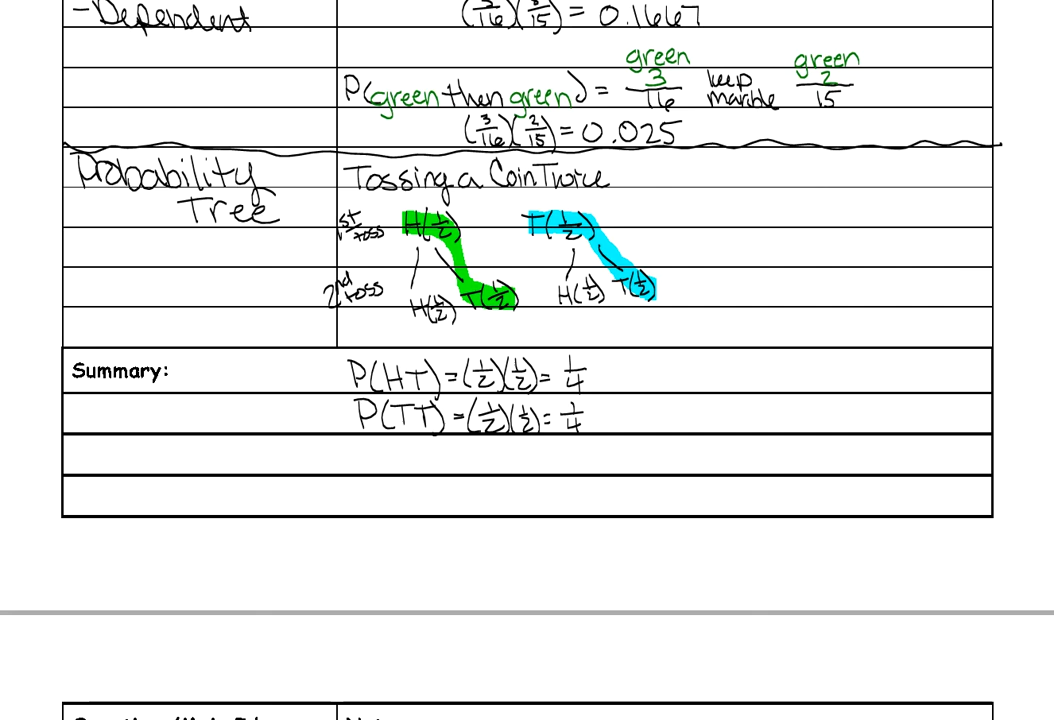 -Dependent
( /16)( /15) = 0.1667
green green
P(green then green) = 3/16 keep marble 2/15
(3/16)(2/15) = 0.025
Probability Tree
Tossing a Coin Twice
1st toss H(1/2) T(1/2)
2nd toss H(1/2) T(1/2) H(1/2) T(1/2)
Summary:
P(HT) = (1/2)(1/2) = 1/4
P(TT) = (1/2)(1/2) = 1/4